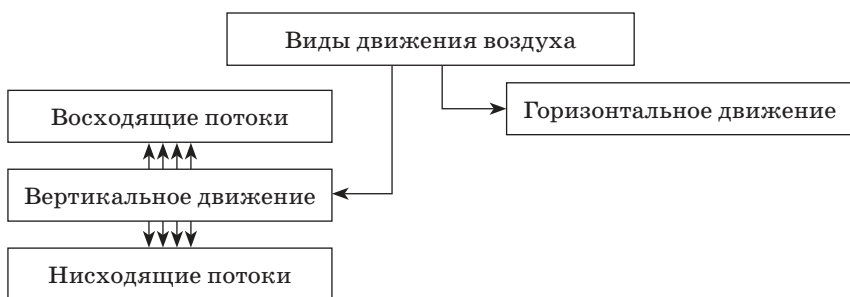 Виды движения воздуха
Восходящие потоки
Горизонтальное движение
Вертикальное движение
Нисходящие потоки